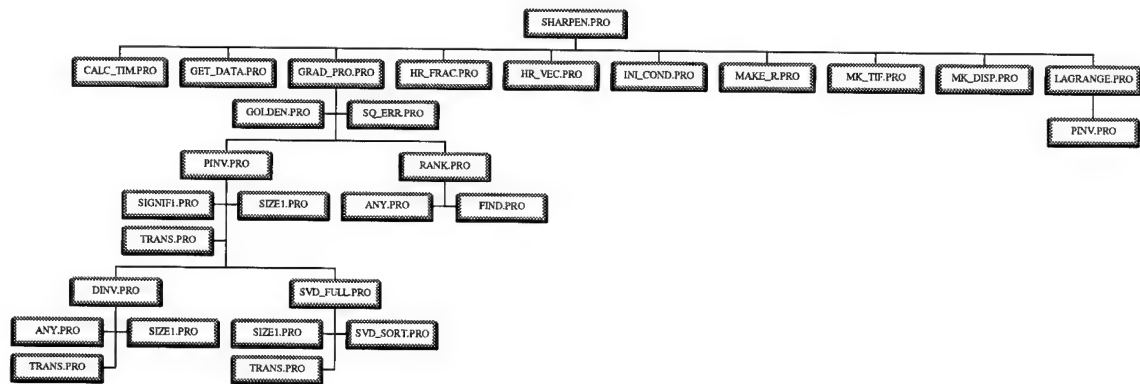 SHARPEN.PRO
CALC_TIM.PRO
GET_DATA.PRO
GRAD_PRO.PRO
HR_FRAC.PRO
HR_VEC.PRO
INI_COND.PRO
MAKE_R.PRO
MK_TIF.PRO
MK_DISP.PRO
LAGRANGE.PRO
GOLDEN.PRO
SQ_ERR.PRO
PINV.PRO
PINV.PRO
RANK.PRO
SIGNIF1.PRO
SIZE1.PRO
ANY.PRO
FIND.PRO
TRANS.PRO
DINV.PRO
SVD_FULL.PRO
ANY.PRO
SIZE1.PRO
SIZE1.PRO
SVD_SORT.PRO
TRANS.PRO
TRANS.PRO